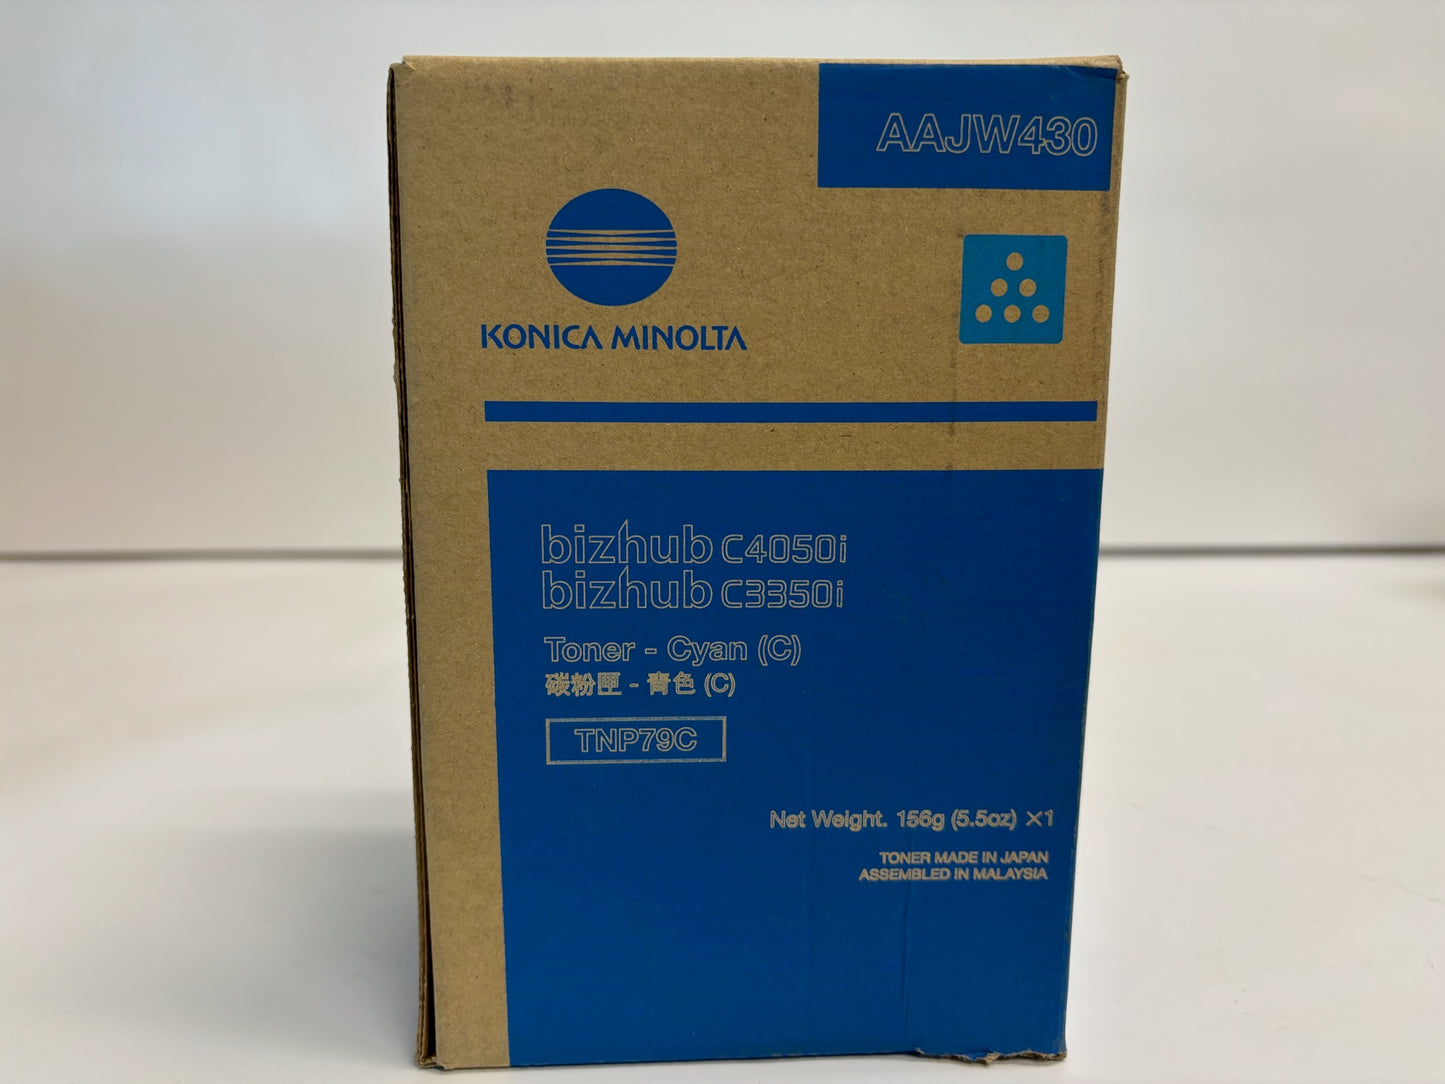 AAJW430
KONICA MINOLTA
bizhub C4050i
bizhub C3350i
Toner - Cyan (C)
碳粉匣 - 青色 (C)
TNP79C
Net Weight. 156g (5.5oz) ×1
TONER MADE IN JAPAN
ASSEMBLED IN MALAYSIA